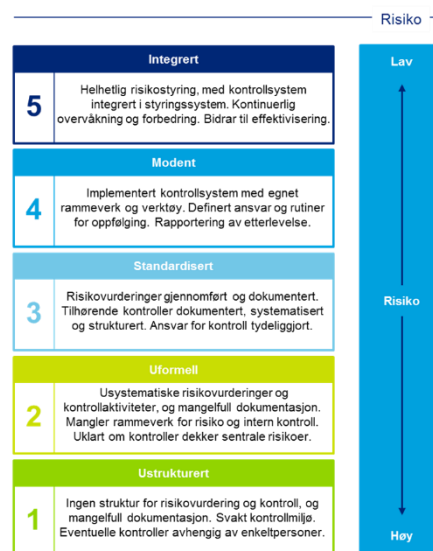 Risiko
Integrert
5
Helhetlig risikostyring, med kontrollsystem
integrert i styringssystem. Kontinuerlig
overvåkning og forbedring. Bidrar til effektivisering.
Modent
4
Implementert kontrollsystem med egnet
rammeverk og verktøy. Definert ansvar og rutiner
for oppfølging. Rapportering av etterlevelse.
Standardisert
3
Risikovurderinger gjennomført og dokumentert.
Tilhørende kontroller dokumentert, systematisert
og strukturert. Ansvar for kontroll tydeliggjort.
Uformell
2
Usystematiske risikovurderinger og
kontrollaktiviteter, og mangelfull dokumentasjon.
Mangler rammeverk for risiko og intern kontroll.
Uklart om kontroller dekker sentrale risikoer.
Ustrukturert
1
Ingen struktur for risikovurdering og kontroll, og
mangelfull dokumentasjon. Svakt kontrollmiljø.
Eventuelle kontroller avhengig av enkeltpersoner.
Lav
Risiko
Høy